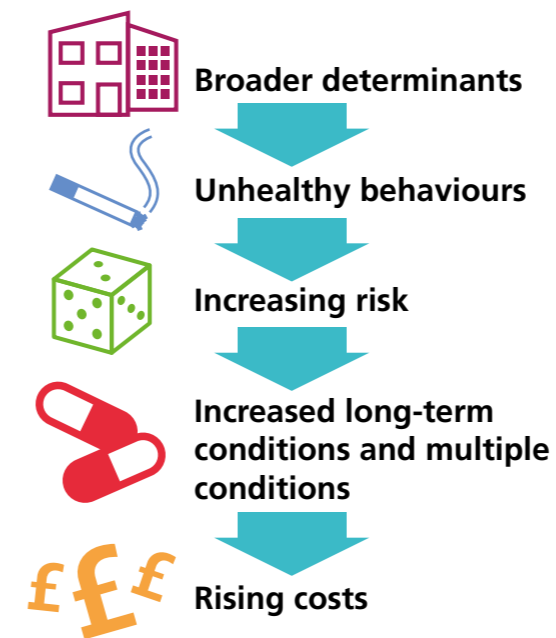 Broader determinants
Unhealthy behaviours
Increasing risk
Increased long-term
conditions and multiple
conditions
£££
Rising costs